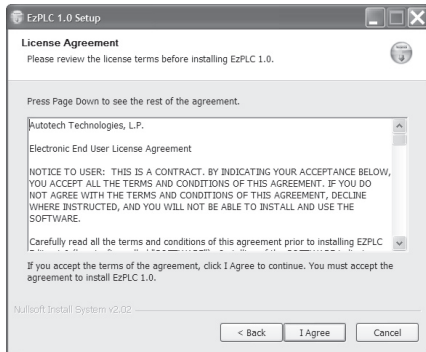 EzPLC 1.0 Setup
License Agreement
Please review the license terms before installing EzPLC 1.0.
Press Page Down to see the rest of the agreement.
Autotech Technologies, L.P.
Electronic End User License Agreement
NOTICE TO USER: THIS IS A CONTRACT. BY INDICATING YOUR ACCEPTANCE BELOW,
YOU ACCEPT ALL THE TERMS AND CONDITIONS OF THIS AGREEMENT. IF YOU DO
NOT AGREE WITH THE TERMS AND CONDITIONS OF THIS AGREEMENT, DECLINE
WHERE INSTRUCTED, AND YOU WILL NOT BE ABLE TO INSTALL AND USE THE
SOFTWARE.
Carefully read all the terms and conditions of this agreement prior to installing EZPLC
If you accept the terms of the agreement, click I Agree to continue. You must accept the
agreement to install EzPLC 1.0.
Nullsoft Install System v2.02
< Back
I Agree
Cancel